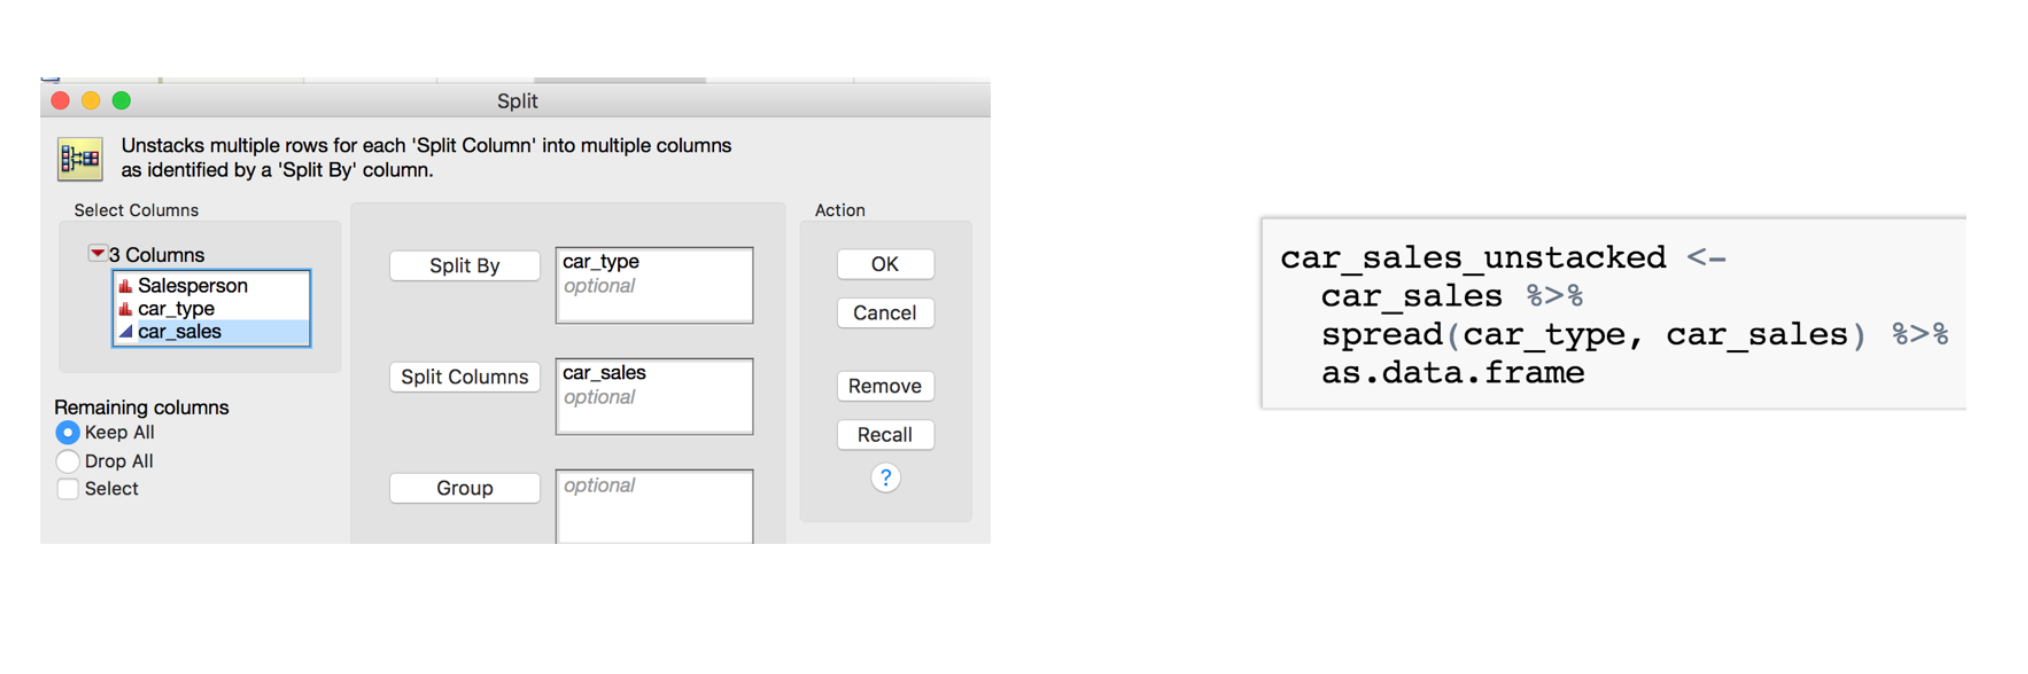 Split
Unstacks multiple rows for each 'Split Column' into multiple columns
as identified by a 'Split By' column.
Select Columns
3 Columns
Salesperson
car_type
car_sales
Remaining columns
Keep All
Drop All
Select
Split By
car_type
optional
Split Columns
car_sales
optional
Group
optional
Action
OK
Cancel
Remove
Recall
?
car_sales_unstacked <-
  car_sales %>%
  spread(car_type, car_sales) %>%
  as.data.frame